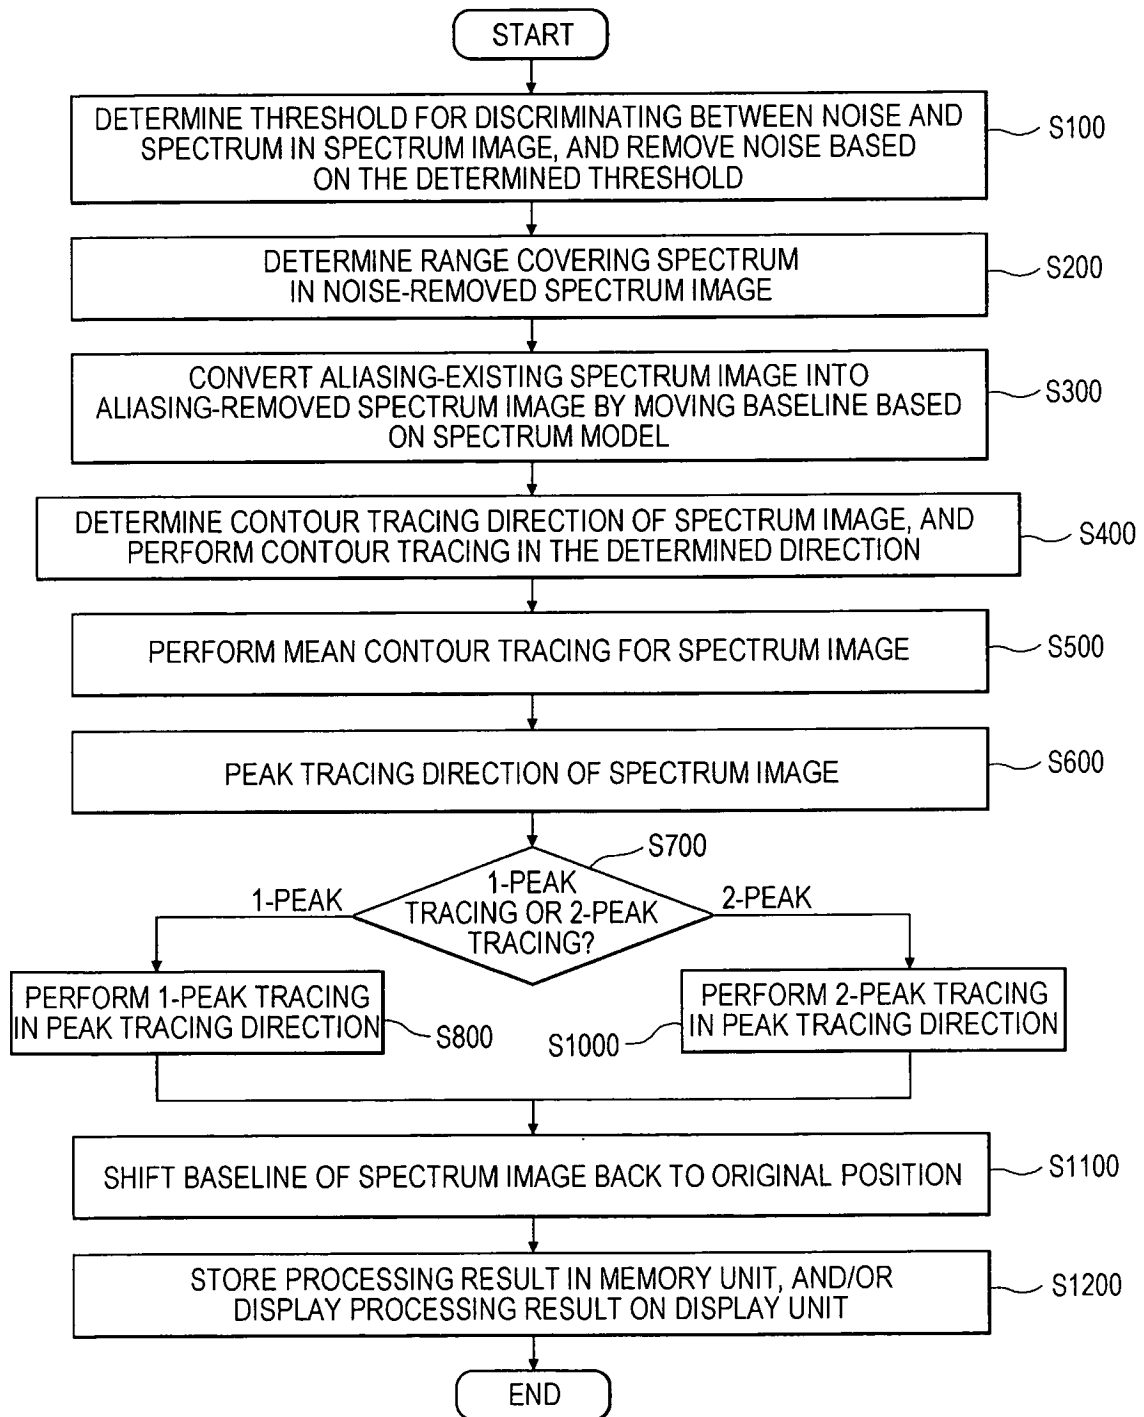 START
DETERMINE THRESHOLD FOR DISCRIMINATING BETWEEN NOISE AND
SPECTRUM IN SPECTRUM IMAGE, AND REMOVE NOISE BASED
ON THE DETERMINED THRESHOLD
S100
DETERMINE RANGE COVERING SPECTRUM
IN NOISE-REMOVED SPECTRUM IMAGE
S200
CONVERT ALIASING-EXISTING SPECTRUM IMAGE INTO
ALIASING-REMOVED SPECTRUM IMAGE BY MOVING BASELINE BASED
ON SPECTRUM MODEL
S300
DETERMINE CONTOUR TRACING DIRECTION OF SPECTRUM IMAGE, AND
PERFORM CONTOUR TRACING IN THE DETERMINED DIRECTION
S400
PERFORM MEAN CONTOUR TRACING FOR SPECTRUM IMAGE
S500
PEAK TRACING DIRECTION OF SPECTRUM IMAGE
S600
S700
1-PEAK
TRACING OR 2-PEAK
TRACING?
1-PEAK
2-PEAK
PERFORM 1-PEAK TRACING
IN PEAK TRACING DIRECTION
S800
PERFORM 2-PEAK TRACING
IN PEAK TRACING DIRECTION
S1000
SHIFT BASELINE OF SPECTRUM IMAGE BACK TO ORIGINAL POSITION
S1100
STORE PROCESSING RESULT IN MEMORY UNIT, AND/OR
DISPLAY PROCESSING RESULT ON DISPLAY UNIT
S1200
END